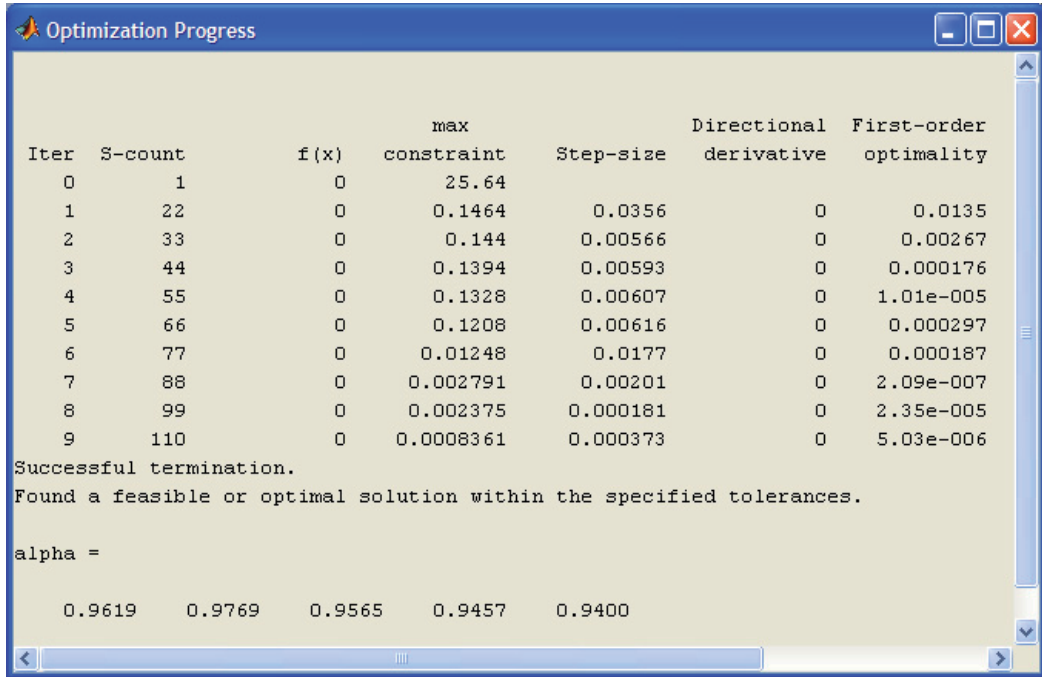 Optimization Progress
max Directional First-order
Iter S-count f(x) constraint Step-size derivative optimality
0 1 0 25.64
1 22 0 0.1464 0.0356 0 0.0135
2 33 0 0.144 0.00566 0 0.00267
3 44 0 0.1394 0.00593 0 0.000176
4 55 0 0.1328 0.00607 0 1.01e-005
5 66 0 0.1208 0.00616 0 0.000297
6 77 0 0.01248 0.0177 0 0.000187
7 88 0 0.002791 0.00201 0 2.09e-007
8 99 0 0.002375 0.000181 0 2.35e-005
9 110 0 0.0008361 0.000373 0 5.03e-006
Successful termination.
Found a feasible or optimal solution within the specified tolerances.
alpha =
0.9619 0.9769 0.9565 0.9457 0.9400